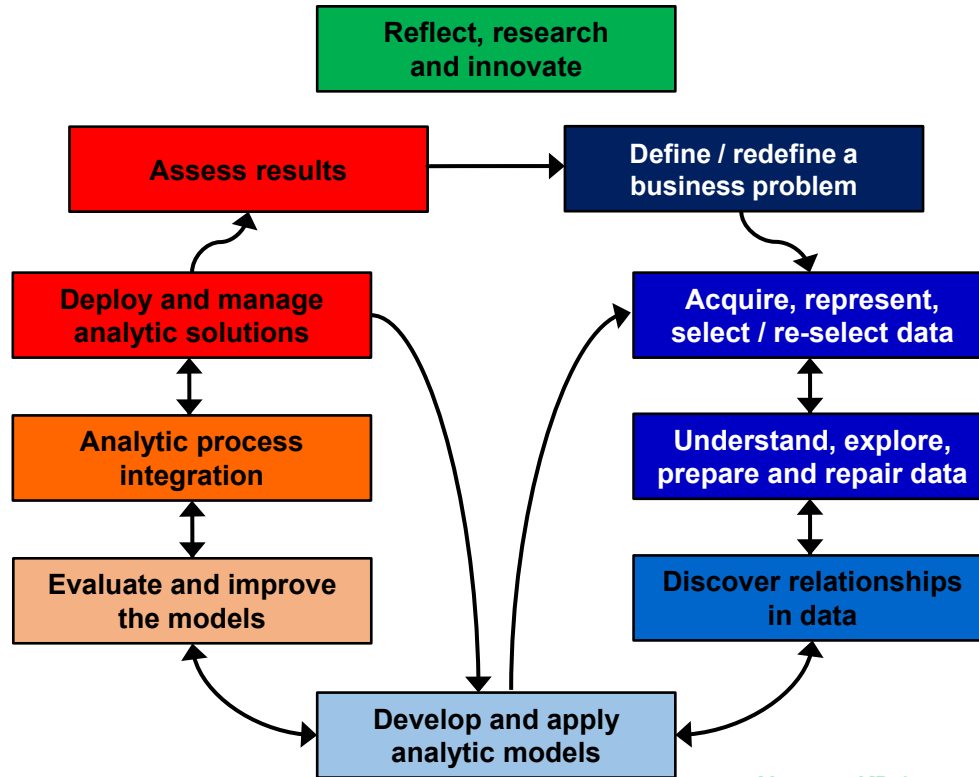 Reflect, research
and innovate
Assess results
Define / redefine a
business problem
Deploy and manage
analytic solutions
Acquire, represent,
select / re-select data
Analytic process
integration
Understand, explore,
prepare and repair data
Evaluate and improve
the models
Discover relationships
in data
Develop and apply
analytic models